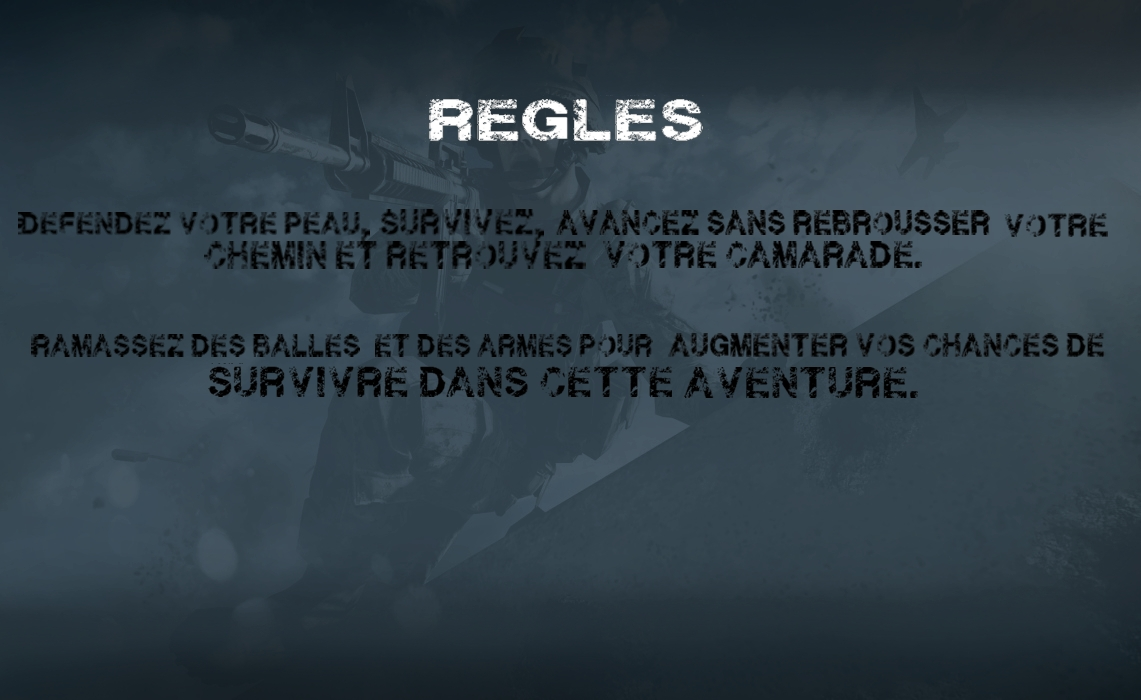 REGLES
DEFENDEZ VOTRE PEAU, SURVIVEZ, AVANCEZ SANS REBROUSSER VOTRE
CHEMIN ET RETROUVEZ VOTRE CAMARADE.
RAMASSEZ DES BALLES ET DES ARMES POUR AUGMENTER VOS CHANCES DE
SURVIVRE DANS CETTE AVENTURE.